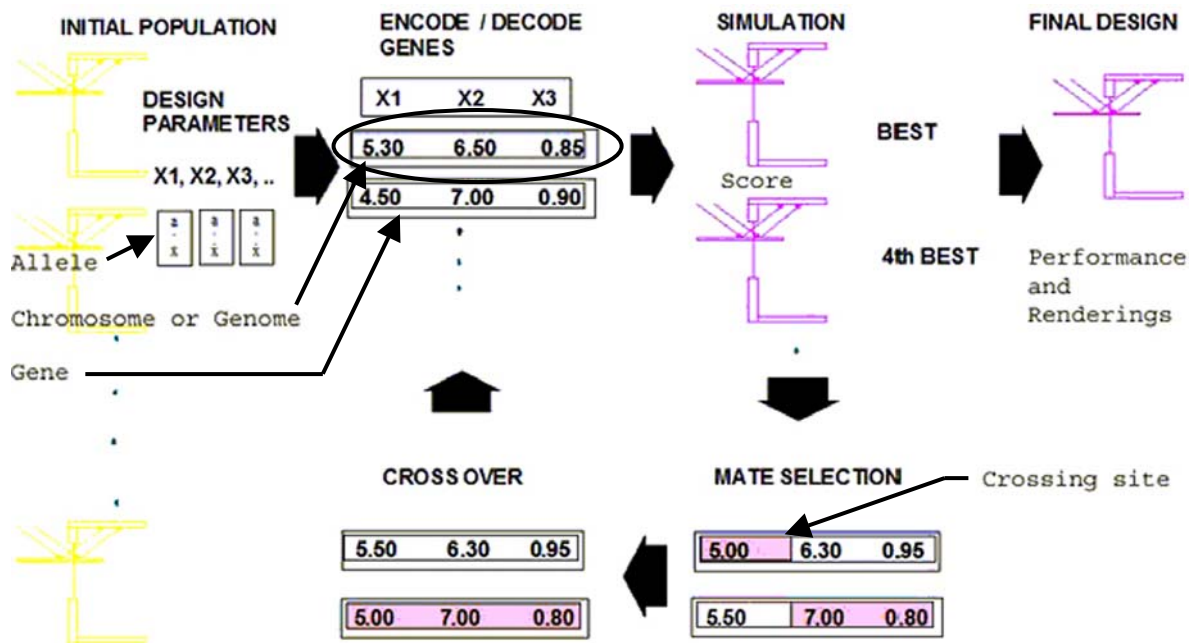 INITIAL POPULATION
ENCODE / DECODE
GENES
SIMULATION
FINAL DESIGN
DESIGN
PARAMETERS
X1, X2, X3, ..
X1 X2 X3
5.30 6.50 0.85
4.50 7.00 0.90
BEST
Score
4th BEST
Performance
and
Renderings
a a a
. . .
x x x
Allele
Chromosome or Genome
Gene
CROSS OVER
MATE SELECTION
Crossing site
5.50 6.30 0.95
5.00 7.00 0.80
5.00 6.30 0.95
5.50 7.00 0.80